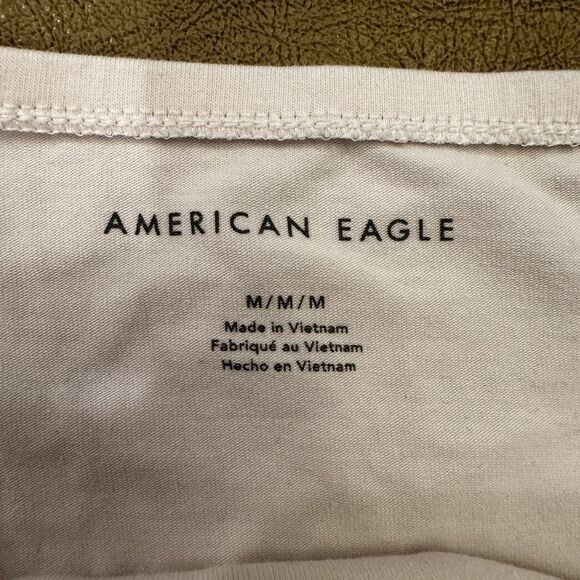 AMERICAN EAGLE
M/M/M
Made in Vietnam
Fabriqué au Vietnam
Hecho en Vietnam